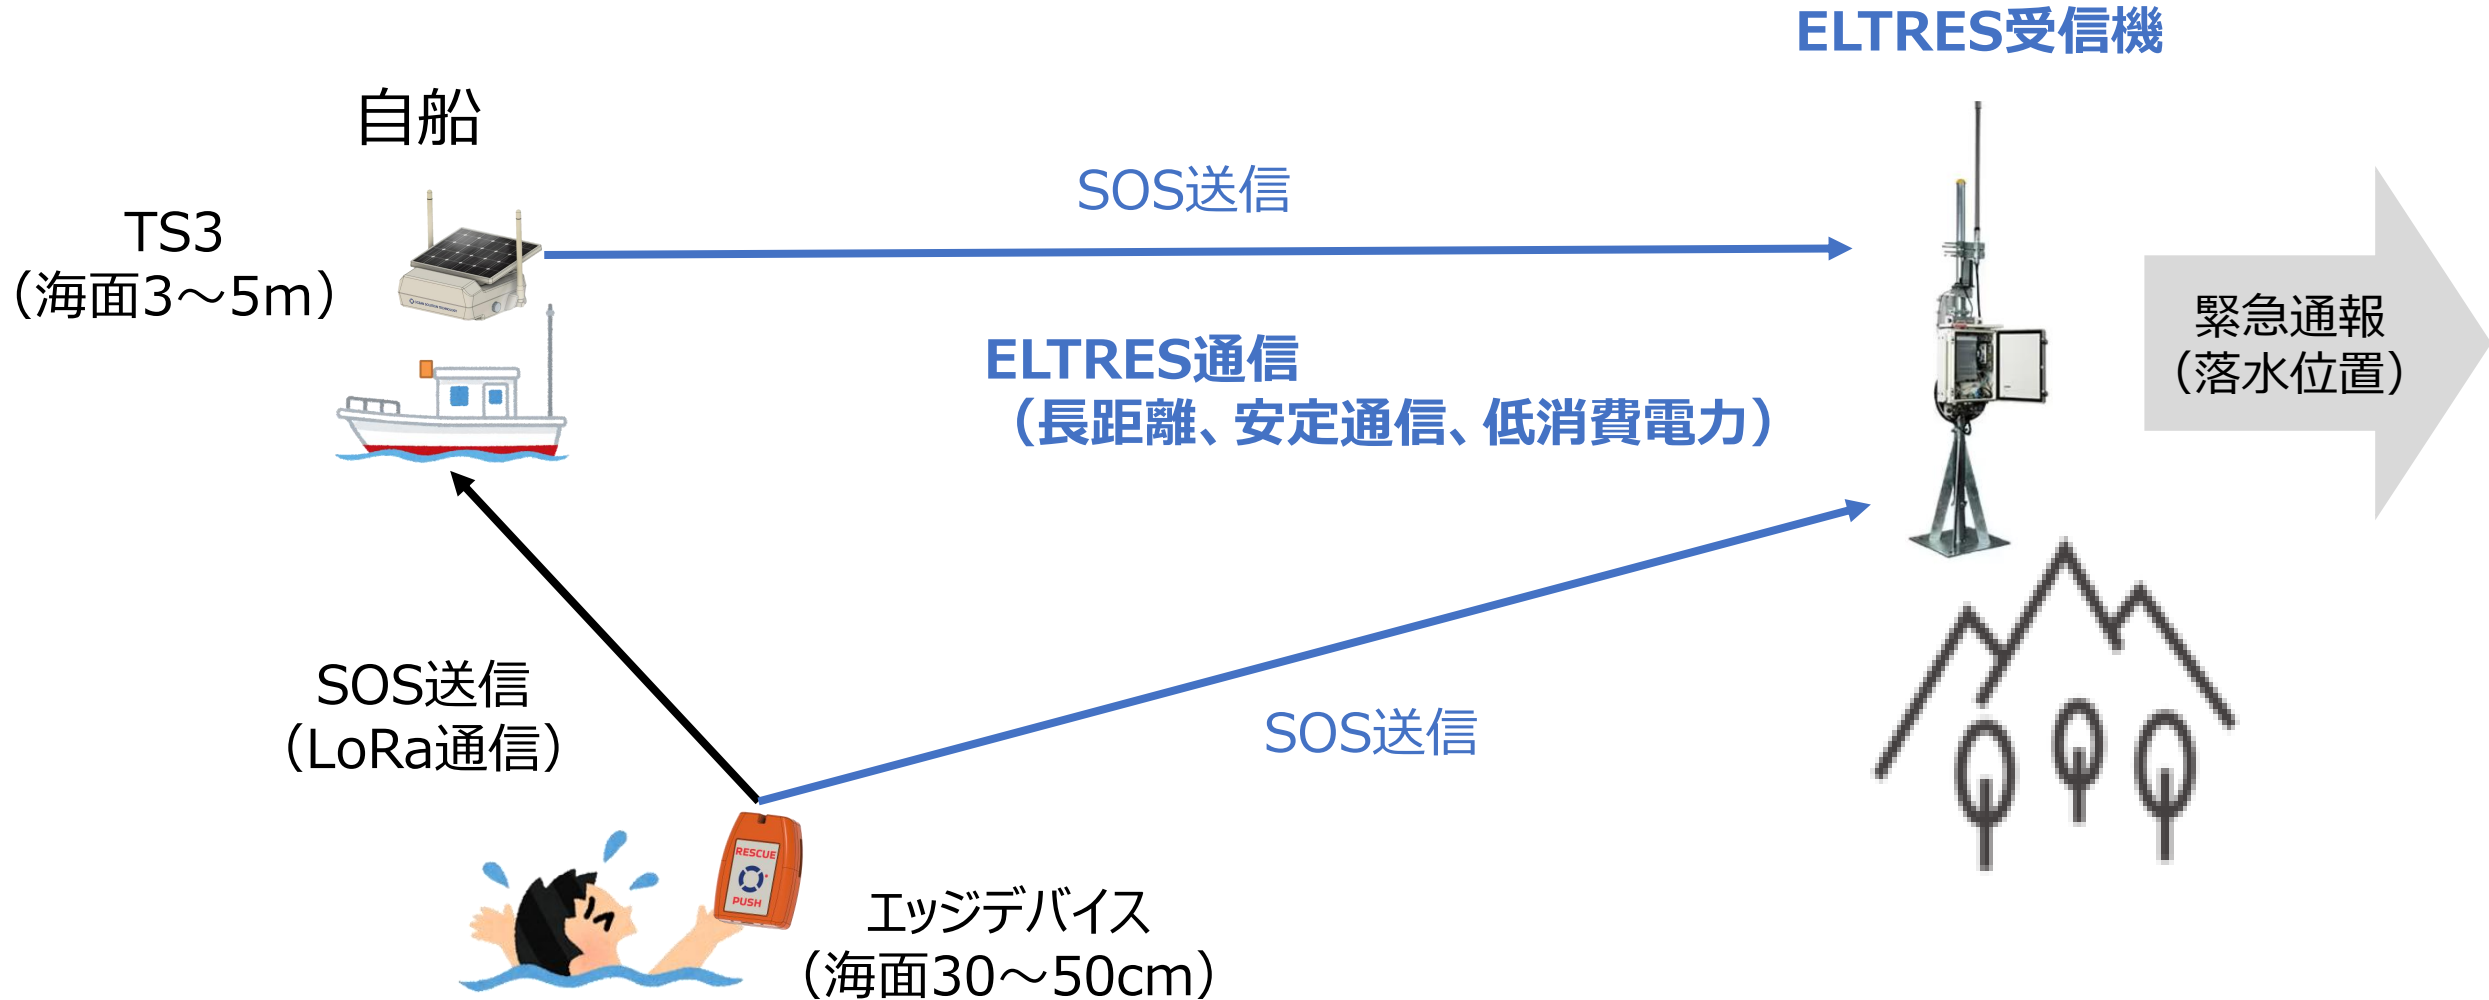 ELTRES受信機
自船
SOS送信
TS3
（海面3～5m）
ELTRES通信
（長距離、安定通信、低消費電力）
緊急通報
（落水位置）
SOS送信
（LoRa通信）
SOS送信
RESCUE
PUSH
エッジデバイス
（海面30～50cm）